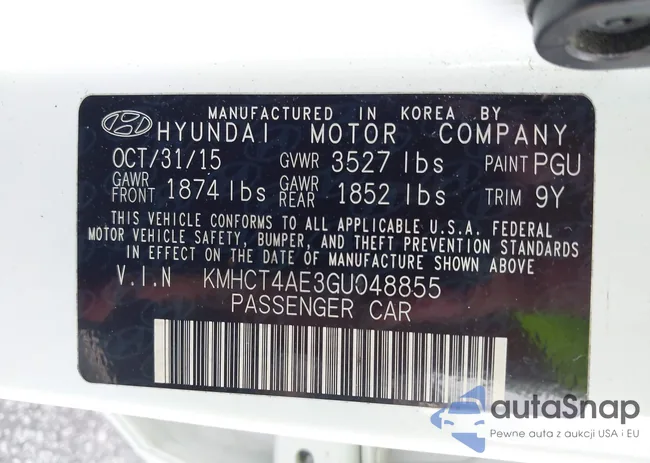 MANUFACTURED IN KOREA BY
HYUNDAI MOTOR COMPANY
OCT/31/15 GVWR 3527 lbs PAINT PGU
GAWR FRONT 1874 lbs GAWR REAR 1852 lbs TRIM 9Y
THIS VEHICLE CONFORMS TO ALL APPLICABLE U.S.A. FEDERAL
MOTOR VEHICLE SAFETY, BUMPER, AND THEFT PREVENTION STANDARDS
IN EFFECT ON THE DATE OF MANUFACTURE SHOWN ABOVE
V.I.N KMHCT4AE3GU048855
PASSENGER CAR
autaSnap
Pewne auta z aukcji USA i EU